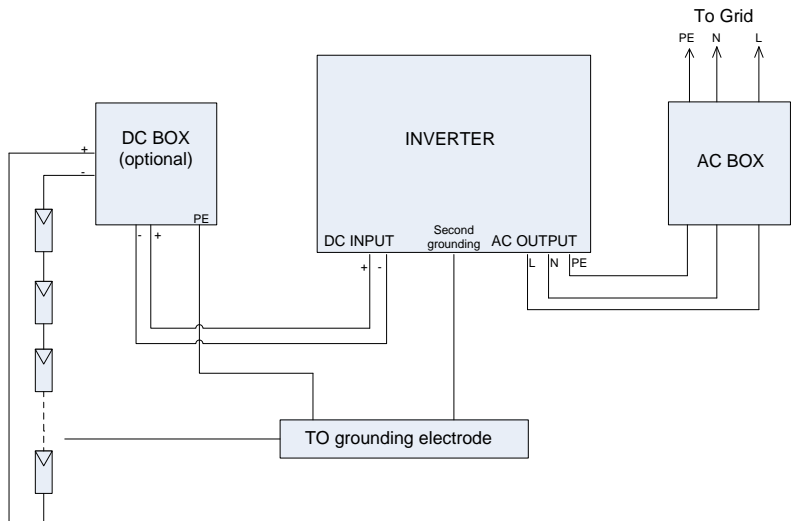 To Grid
PE N L
DC BOX
(optional)
+
-
PE
- +
INVERTER
DC INPUT
Second
grounding
AC OUTPUT
+ -
L N PE
AC BOX
TO grounding electrode